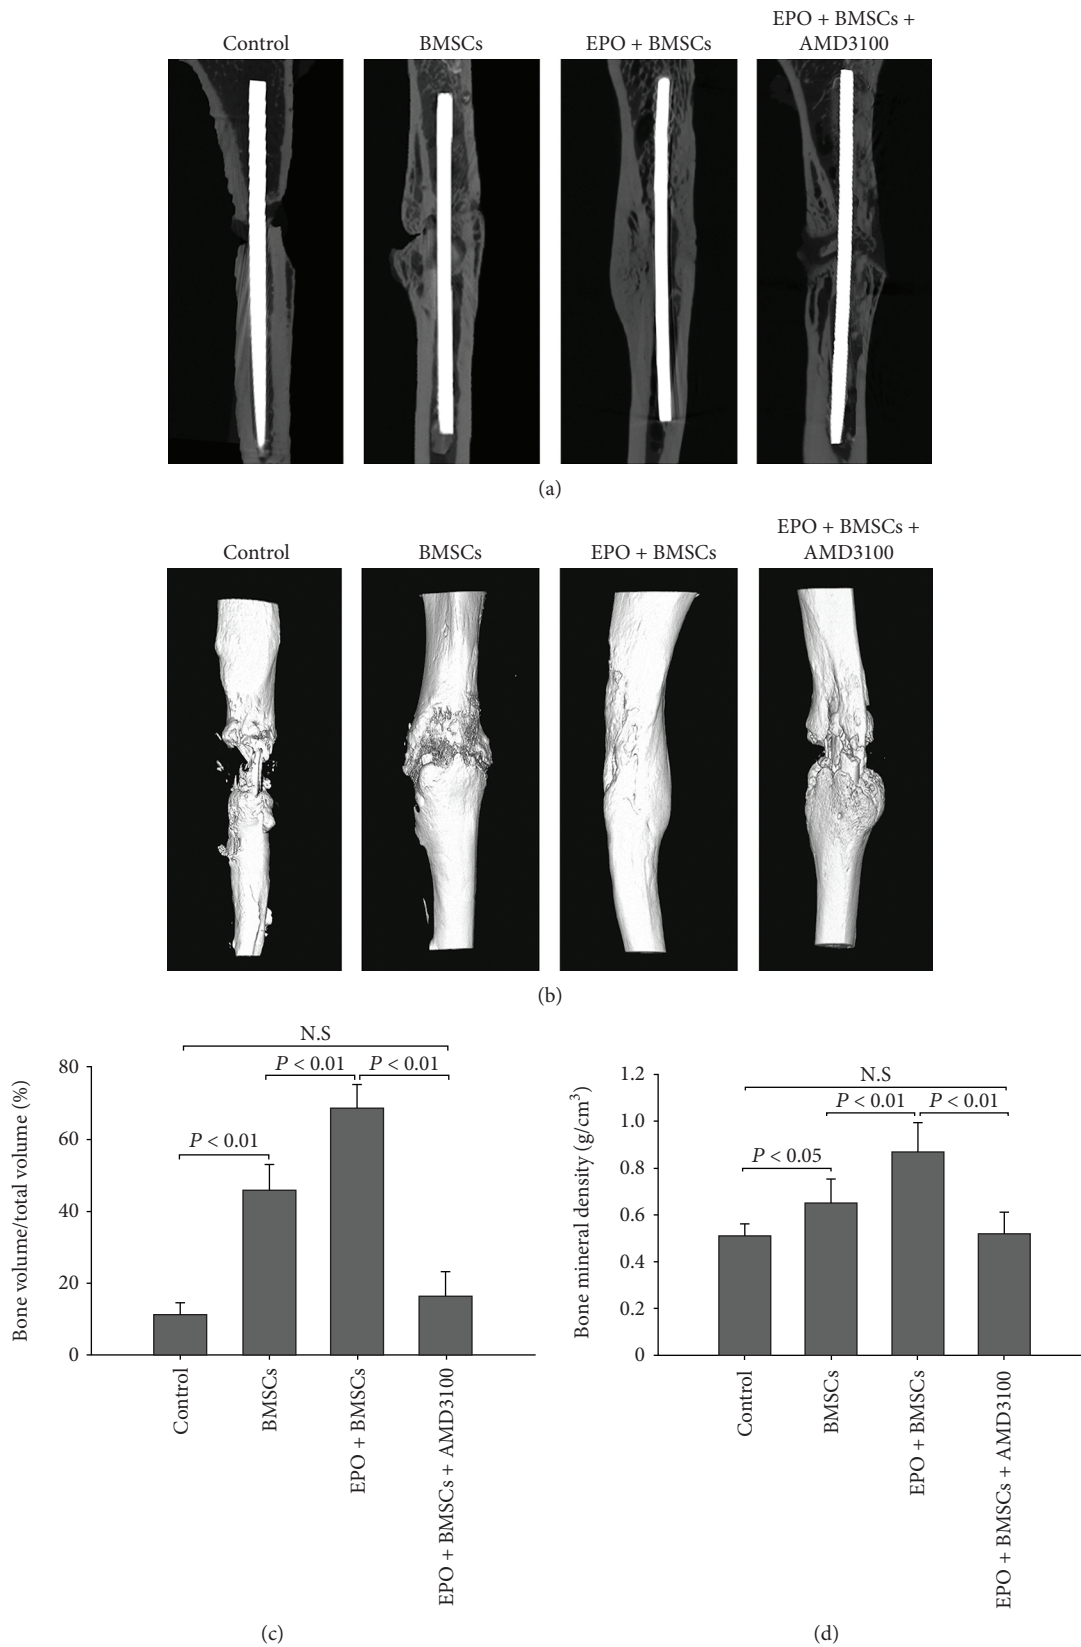 Control
BMSCs
EPO + BMSCs
EPO + BMSCs +
AMD3100
(a)
Control
BMSCs
EPO + BMSCs
EPO + BMSCs +
AMD3100
(b)
N.S
P < 0.01
P < 0.01
P < 0.01
80
60
40
20
0
Bone volume/total volume (%)
Control
BMSCs
EPO + BMSCs
EPO + BMSCs + AMD3100
(c)
N.S
P < 0.01
P < 0.01
P < 0.05
1.2
1.0
0.8
0.6
0.4
0.2
0
Bone mineral density (g/cm³)
Control
BMSCs
EPO + BMSCs
EPO + BMSCs + AMD3100
(d)